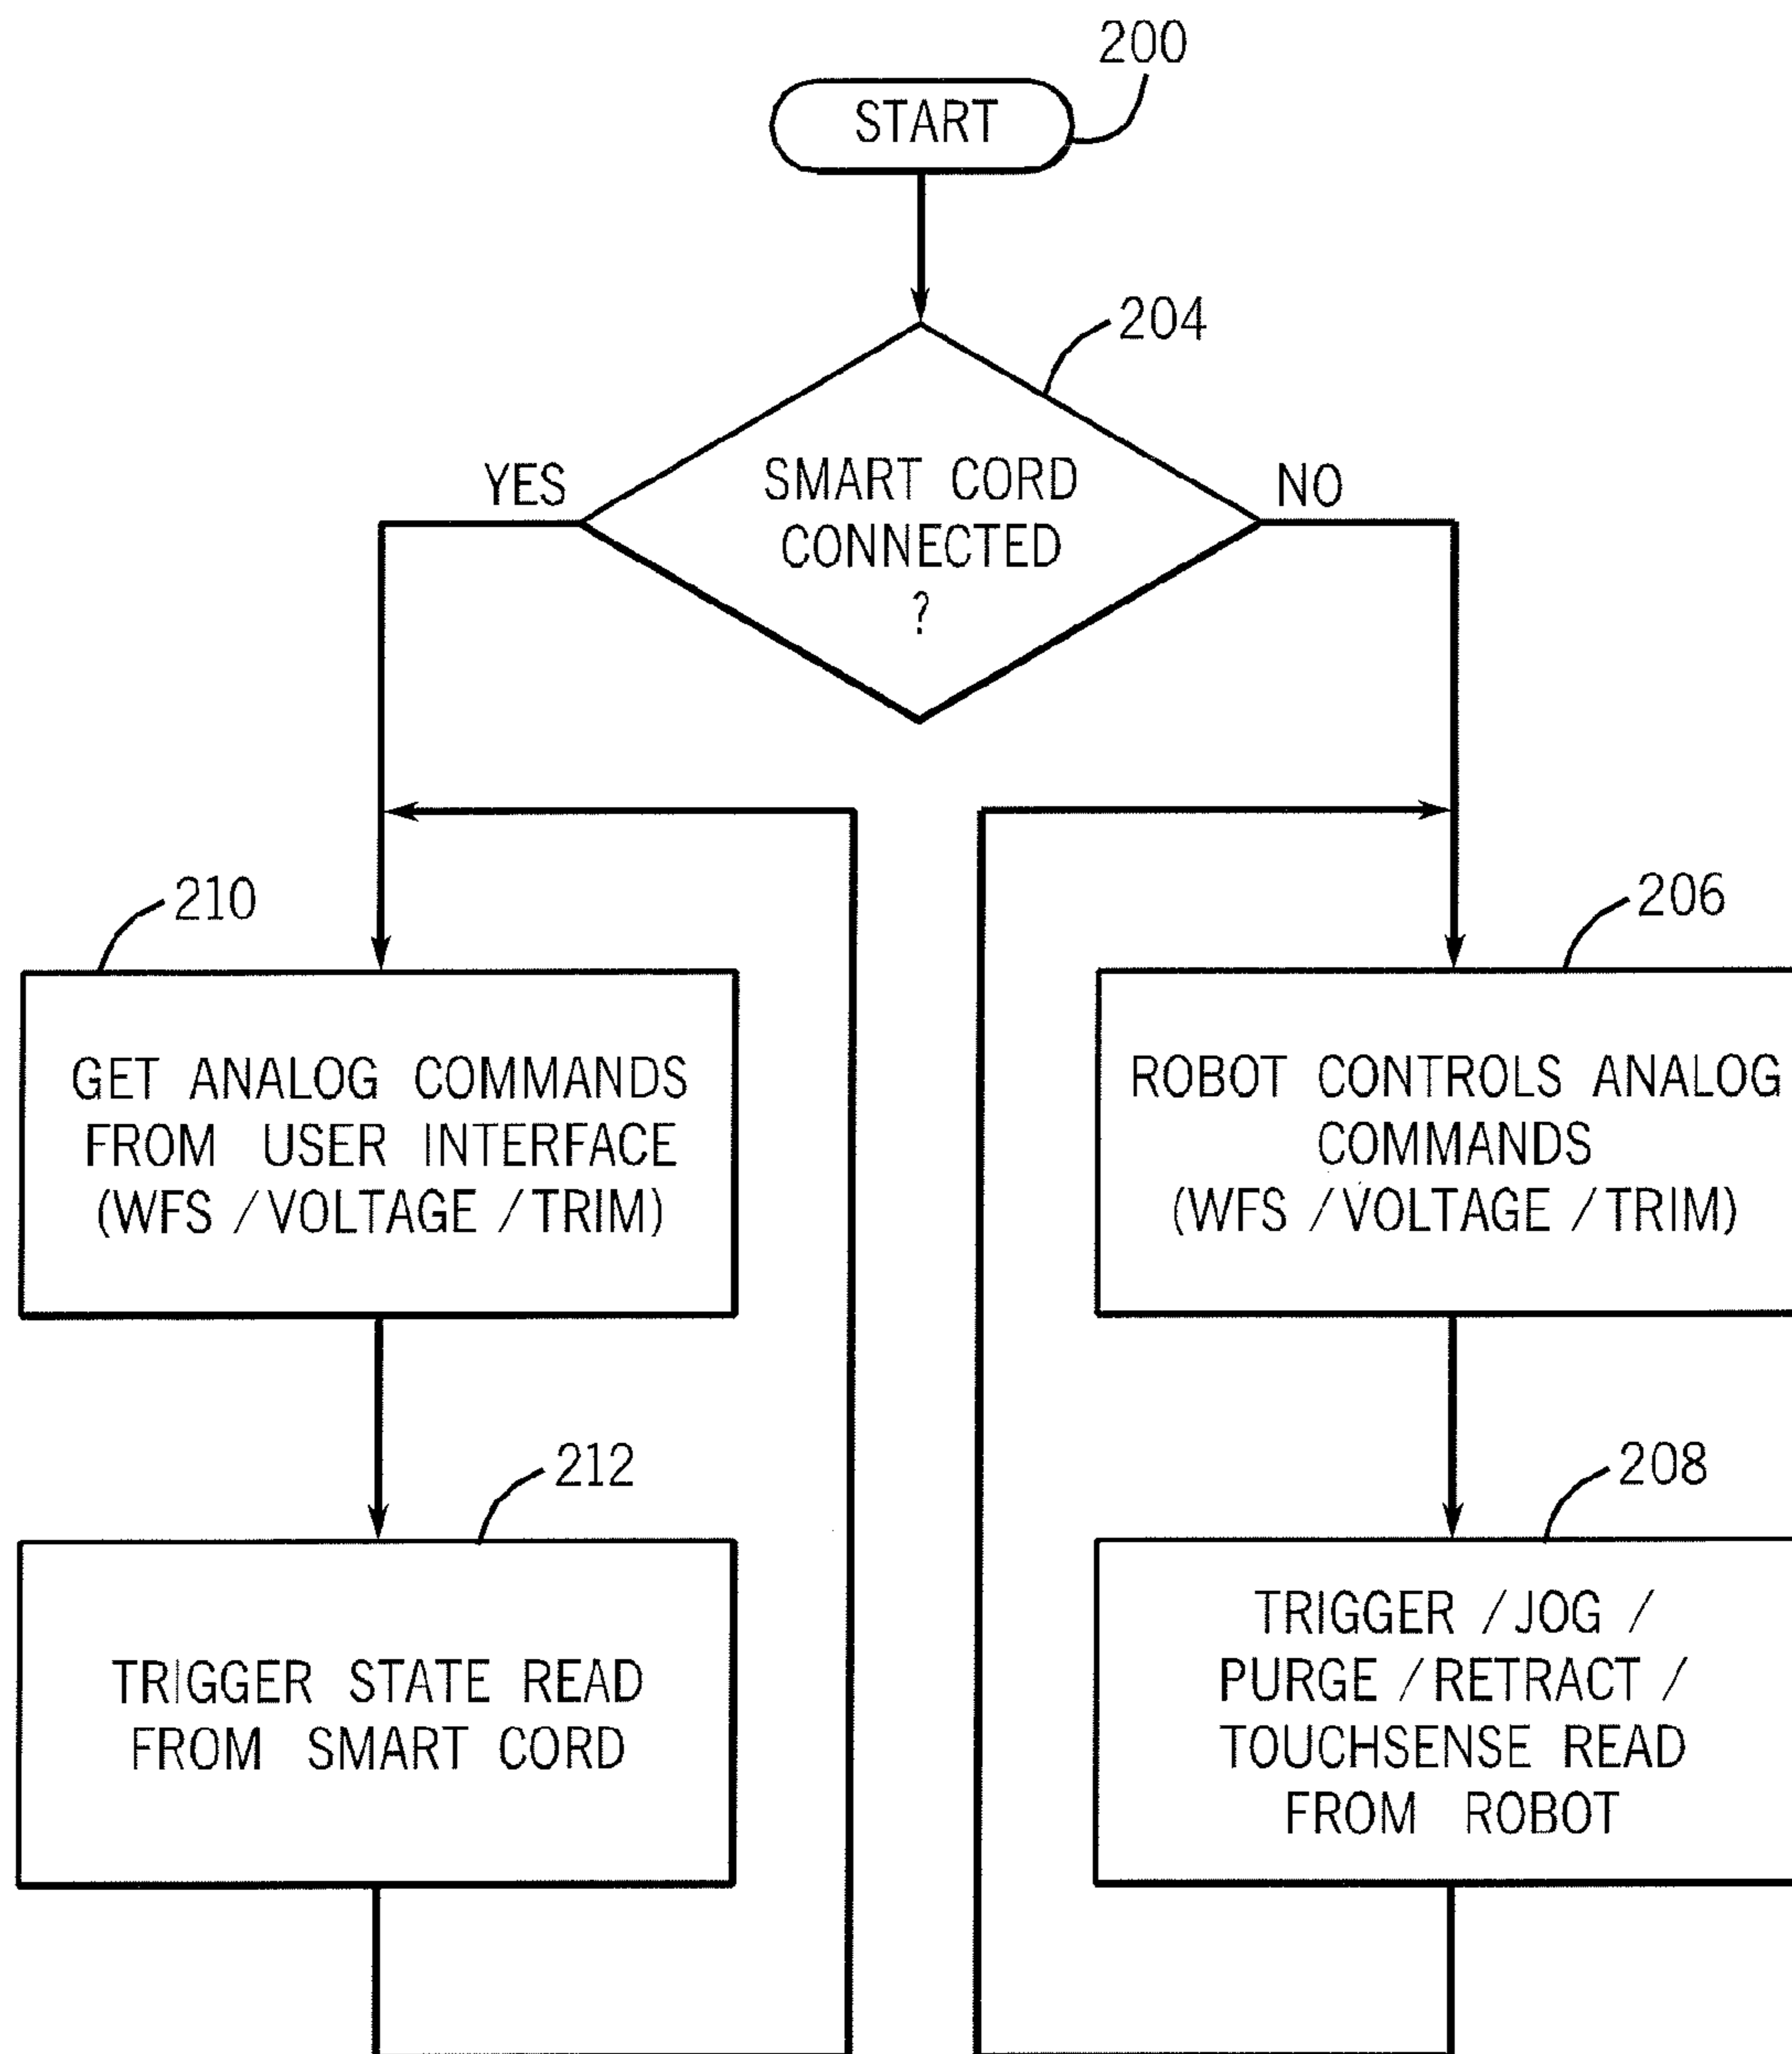 200
START
204
YES
SMART CORD
NO
CONNECTED
?
210
206
GET ANALOG COMMANDS
FROM USER INTERFACE
(WFS / VOLTAGE / TRIM)
ROBOT CONTROLS ANALOG
COMMANDS
(WFS / VOLTAGE / TRIM)
212
208
TRIGGER STATE READ
FROM SMART CORD
TRIGGER / JOG /
PURGE / RETRACT /
TOUCHSENSE READ
FROM ROBOT